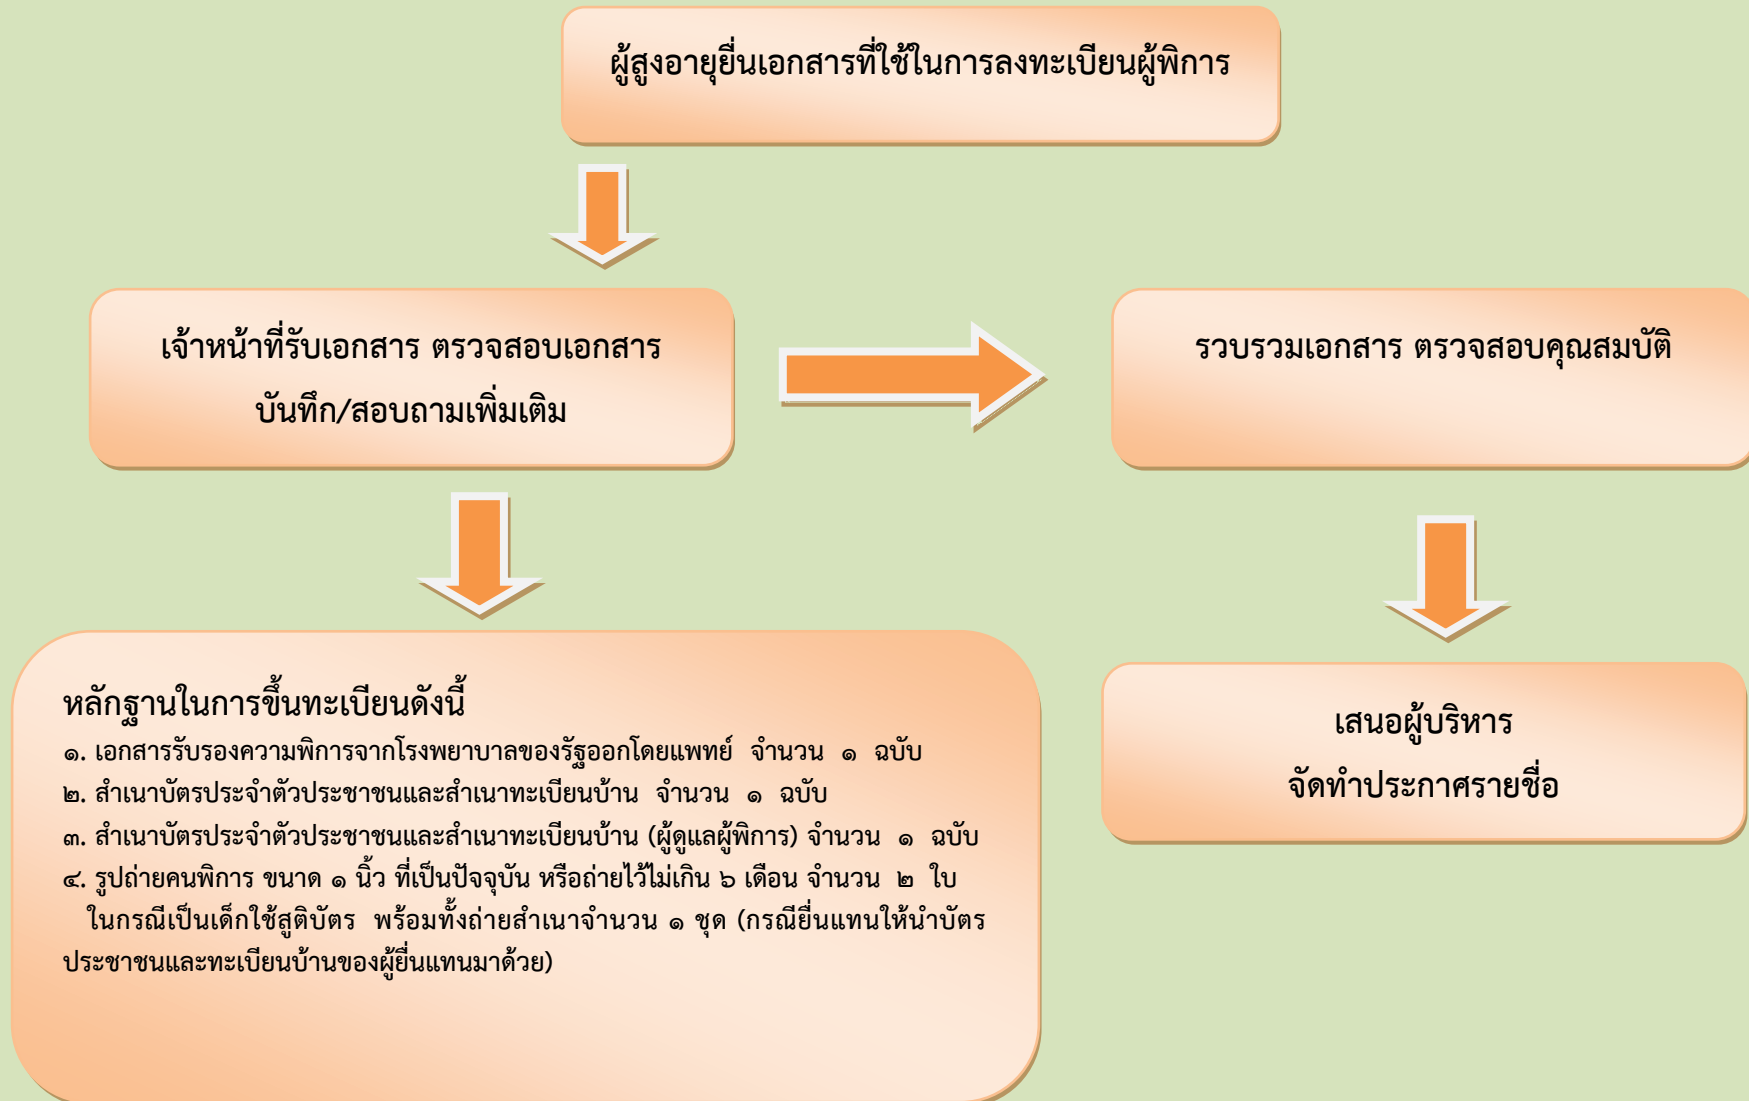 ผู้สูงอายุยื่นเอกสารที่ใช้ในการลงทะเบียนผู้พิการ
เจ้าหน้าที่รับเอกสาร ตรวจสอบเอกสาร
บันทึก/สอบถามเพิ่มเติม
รวบรวมเอกสาร ตรวจสอบคุณสมบัติ
หลักฐานในการขึ้นทะเบียนดังนี้
๑. เอกสารรับรองความพิการจากโรงพยาบาลของรัฐออกโดยแพทย์ จำนวน ๑ ฉบับ
๒. สำเนาบัตรประจำตัวประชาชนและสำเนาทะเบียนบ้าน จำนวน ๑ ฉบับ
๓. สำเนาบัตรประจำตัวประชาชนและสำเนาทะเบียนบ้าน (ผู้ดูแลผู้พิการ) จำนวน ๑ ฉบับ
๔. รูปถ่ายคนพิการ ขนาด ๑ นิ้ว ที่เป็นปัจจุบัน หรือถ่ายไว้ไม่เกิน ๖ เดือน จำนวน ๒ ใบ
ในกรณีเป็นเด็กใช้สูติบัตร พร้อมทั้งถ่ายสำเนาจำนวน ๑ ชุด (กรณียื่นแทนให้นำบัตร
ประชาชนและทะเบียนบ้านของผู้ยื่นแทนมาด้วย)
เสนอผู้บริหาร
จัดทำประกาศรายชื่อ